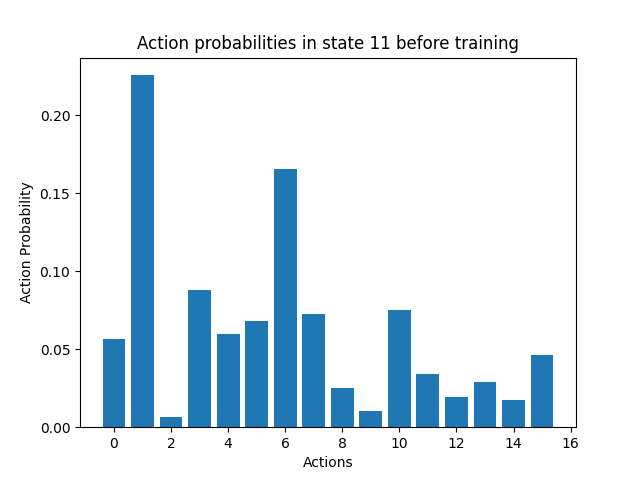 Action probabilities in state 11 before training
0.20
0.15
0.10
0.05
0.00
Action Probability
0 2 4 6 8 10 12 14 16
Actions